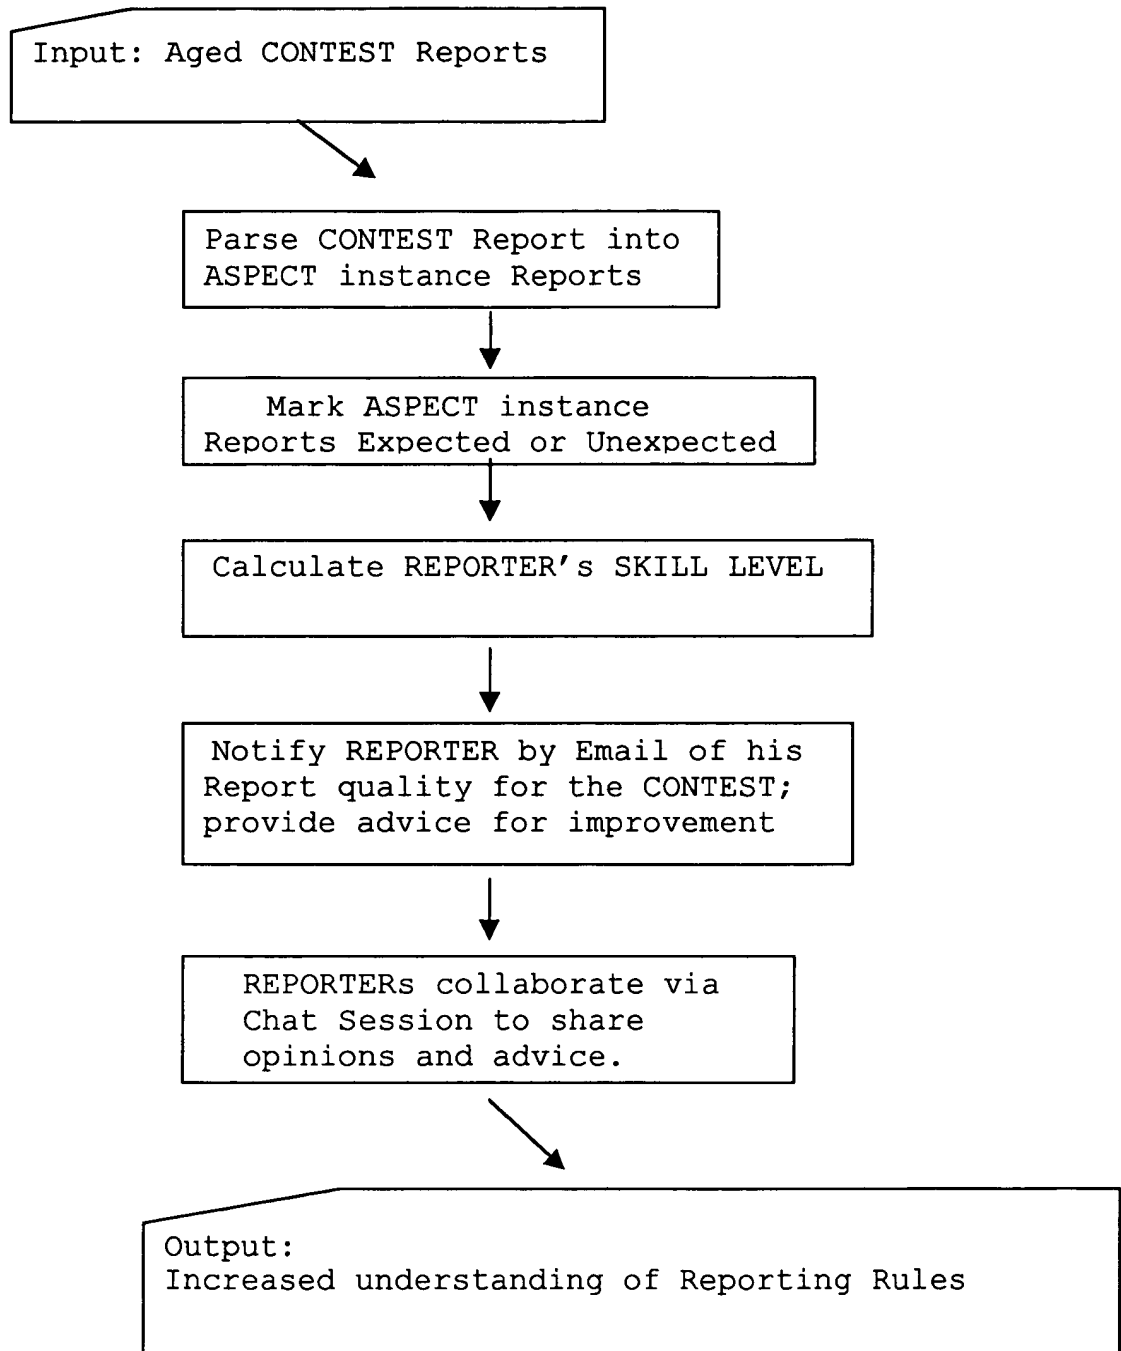 Input: Aged CONTEST Reports
Parse CONTEST Report into
ASPECT instance Reports
Mark ASPECT instance
Reports Expected or Unexpected
Calculate REPORTER's SKILL LEVEL
Notify REPORTER by Email of his
Report quality for the CONTEST;
provide advice for improvement
REPORTERs collaborate via
Chat Session to share
opinions and advice.
Output:
Increased understanding of Reporting Rules